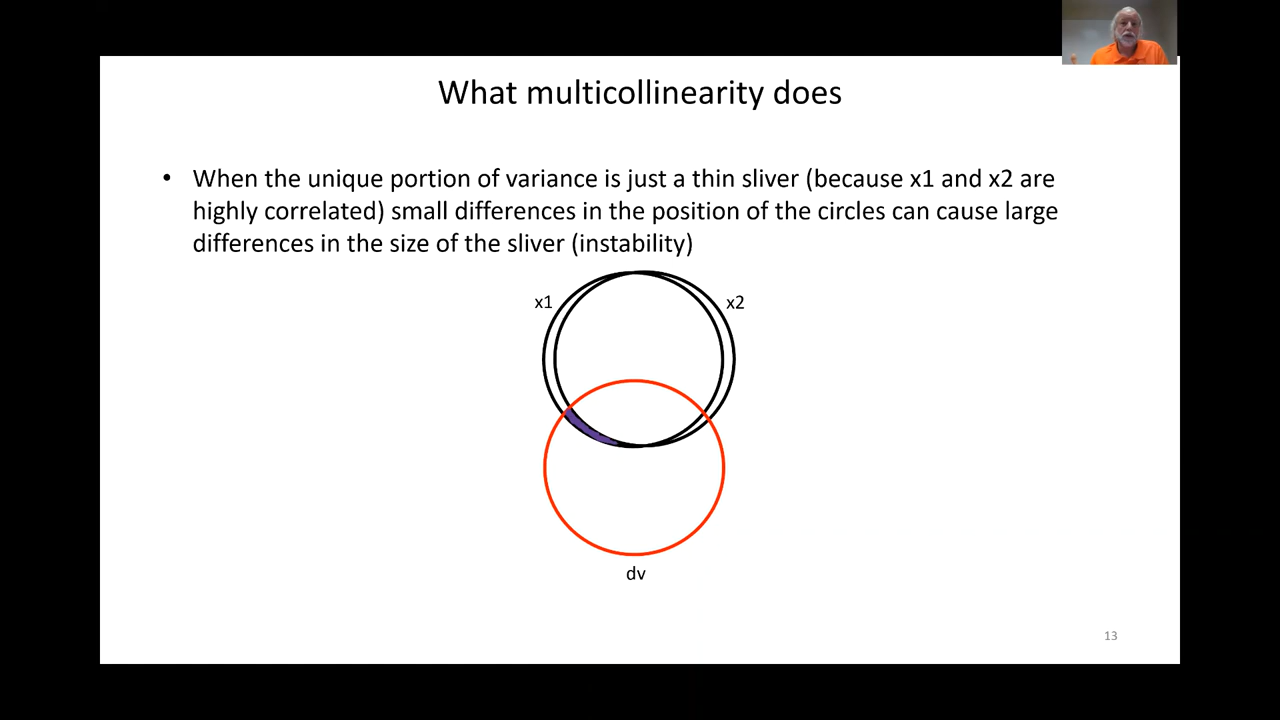 What multicollinearity does
• When the unique portion of variance is just a thin sliver (because x1 and x2 are
highly correlated) small differences in the position of the circles can cause large
differences in the size of the sliver (instability)
x1
x2
dv
13